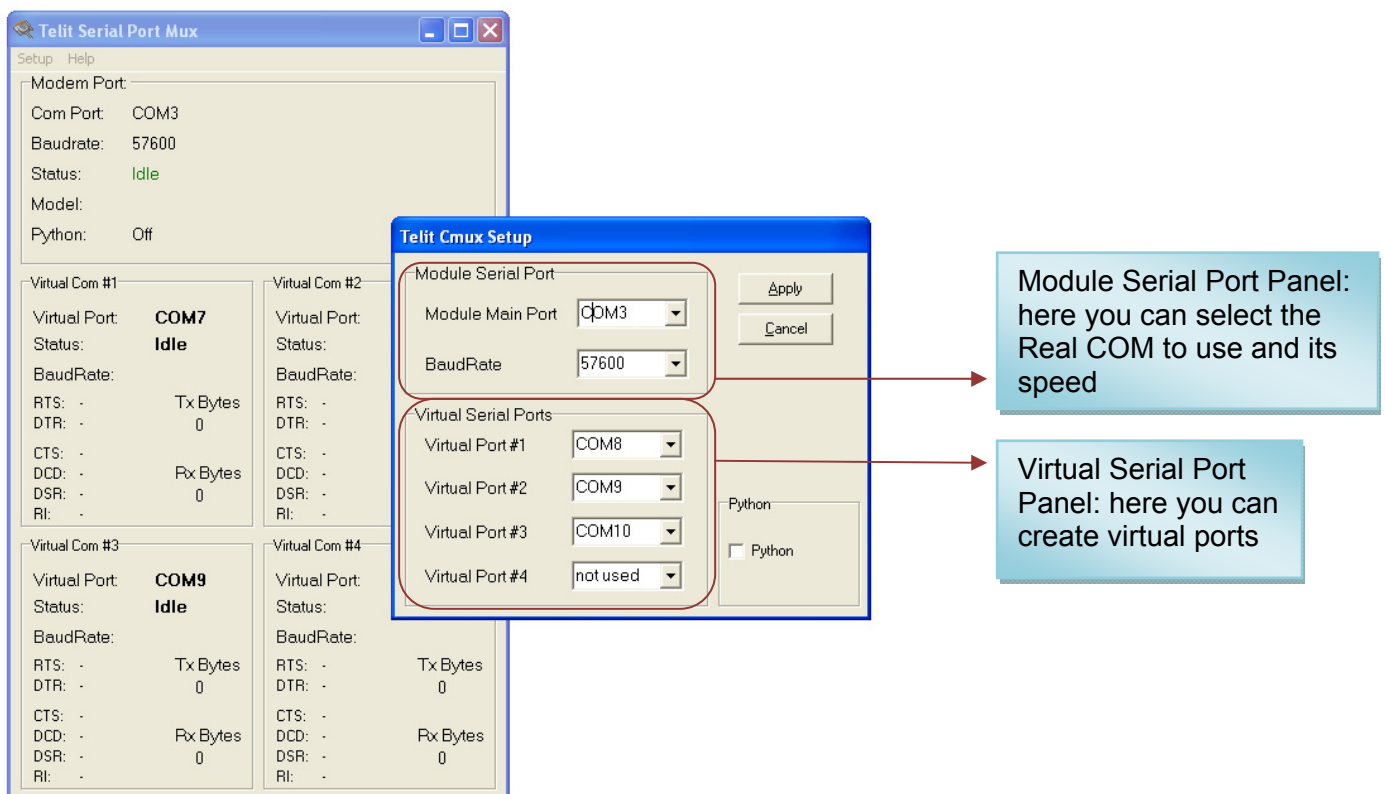 Telit Serial Port Mux
Setup Help
Modem Port:
Com Port: COM3
Baudrate: 57600
Status: Idle
Model:
Python: Off
Virtual Com #1
Virtual Port: COM7
Status: Idle
BaudRate:
RTS: - Tx Bytes
DTR: - 0
CTS: -
DCD: - Rx Bytes
DSR: - 0
RI: -
Virtual Com #2
Virtual Port:
Status:
BaudRate:
RTS: -
DTR: -
CTS: -
DCD: -
DSR: -
RI: -
Virtual Com #3
Virtual Port: COM9
Status: Idle
BaudRate:
RTS: - Tx Bytes
DTR: - 0
CTS: -
DCD: - Rx Bytes
DSR: - 0
RI: -
Virtual Com #4
Virtual Port:
Status:
BaudRate:
RTS: - Tx Bytes
DTR: - 0
CTS: -
DCD: - Rx Bytes
DSR: - 0
RI: -
Telit Cmux Setup
Module Serial Port
Module Main Port COM3
BaudRate 57600
Apply
Cancel
Virtual Serial Ports
Virtual Port #1 COM8
Virtual Port #2 COM9
Virtual Port #3 COM10
Virtual Port #4 not used
Python
Python
Module Serial Port Panel:
here you can select the
Real COM to use and its
speed
Virtual Serial Port
Panel: here you can
create virtual ports